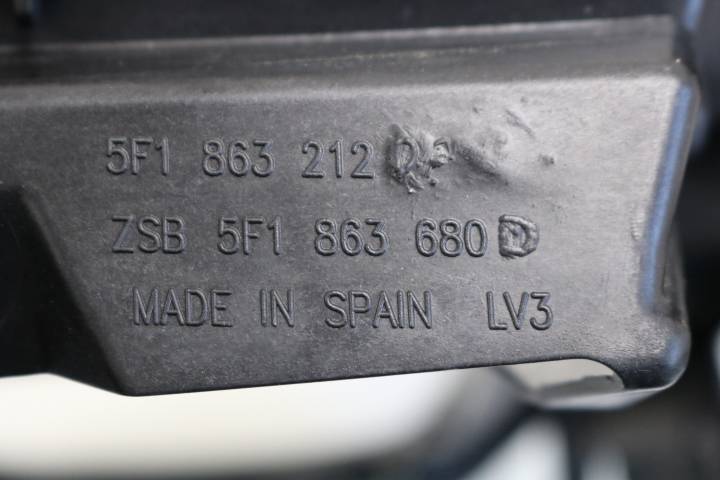 5F1 863 212
ZSB 5F1 863 680 D
MADE IN SPAIN LV3